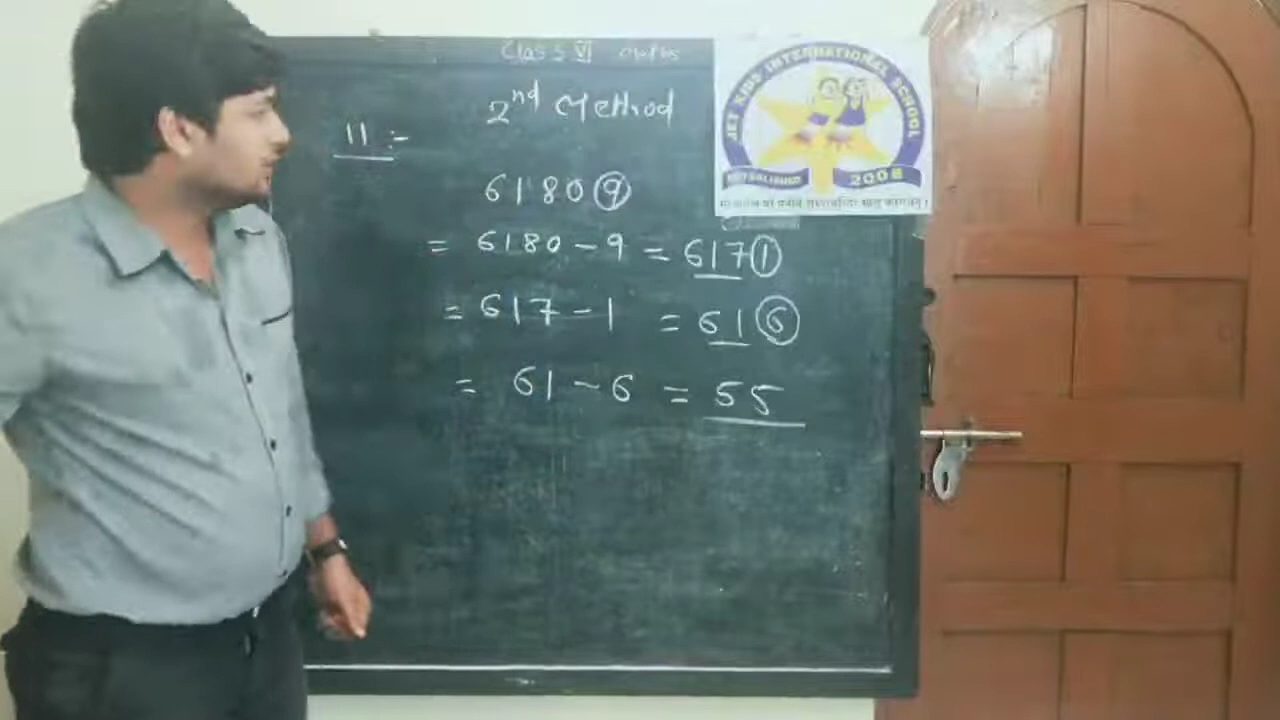 Class VI Maths
2nd Method
11 :-
61809
= 6180 - 9 = 6171
= 617 - 1 = 616
= 61 - 6 = 55
JET KIDS INTERNATIONAL SCHOOL
2008